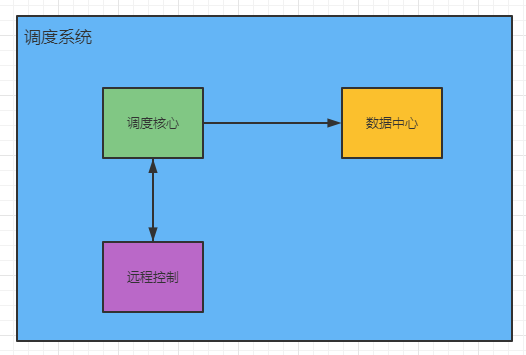 调度系统
调度核心
数据中心
远程控制